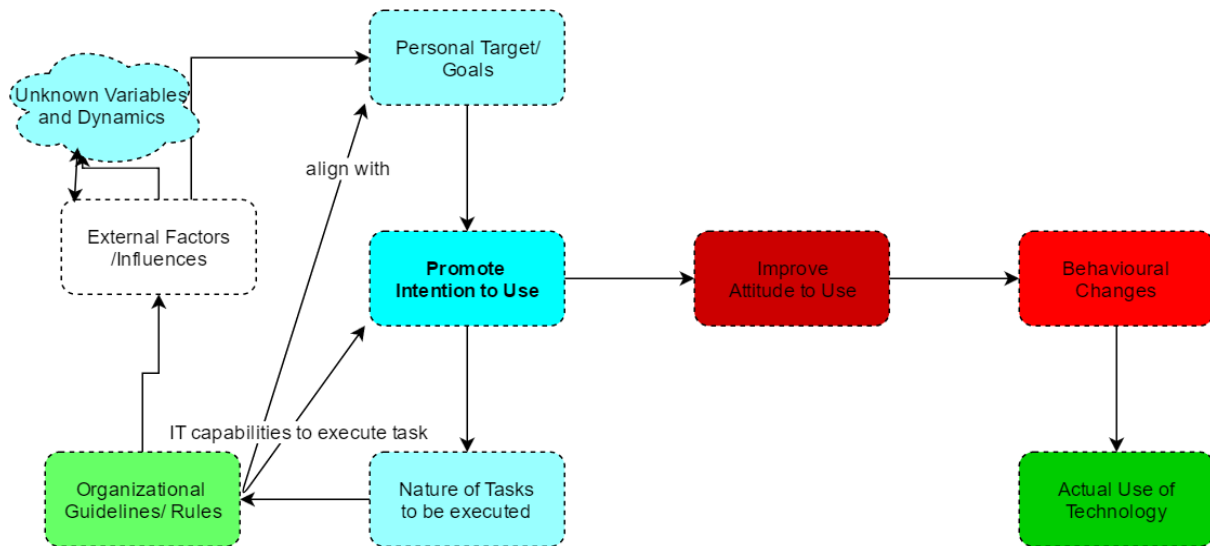 Personal Target/
Goals
Unknown Variables
and Dynamics
align with
External Factors
/Influences
Promote
Intention to Use
Improve
Attitude to Use
Behavioural
Changes
IT capabilities to execute task
Organizational
Guidelines/ Rules
Nature of Tasks
to be executed
Actual Use of
Technology